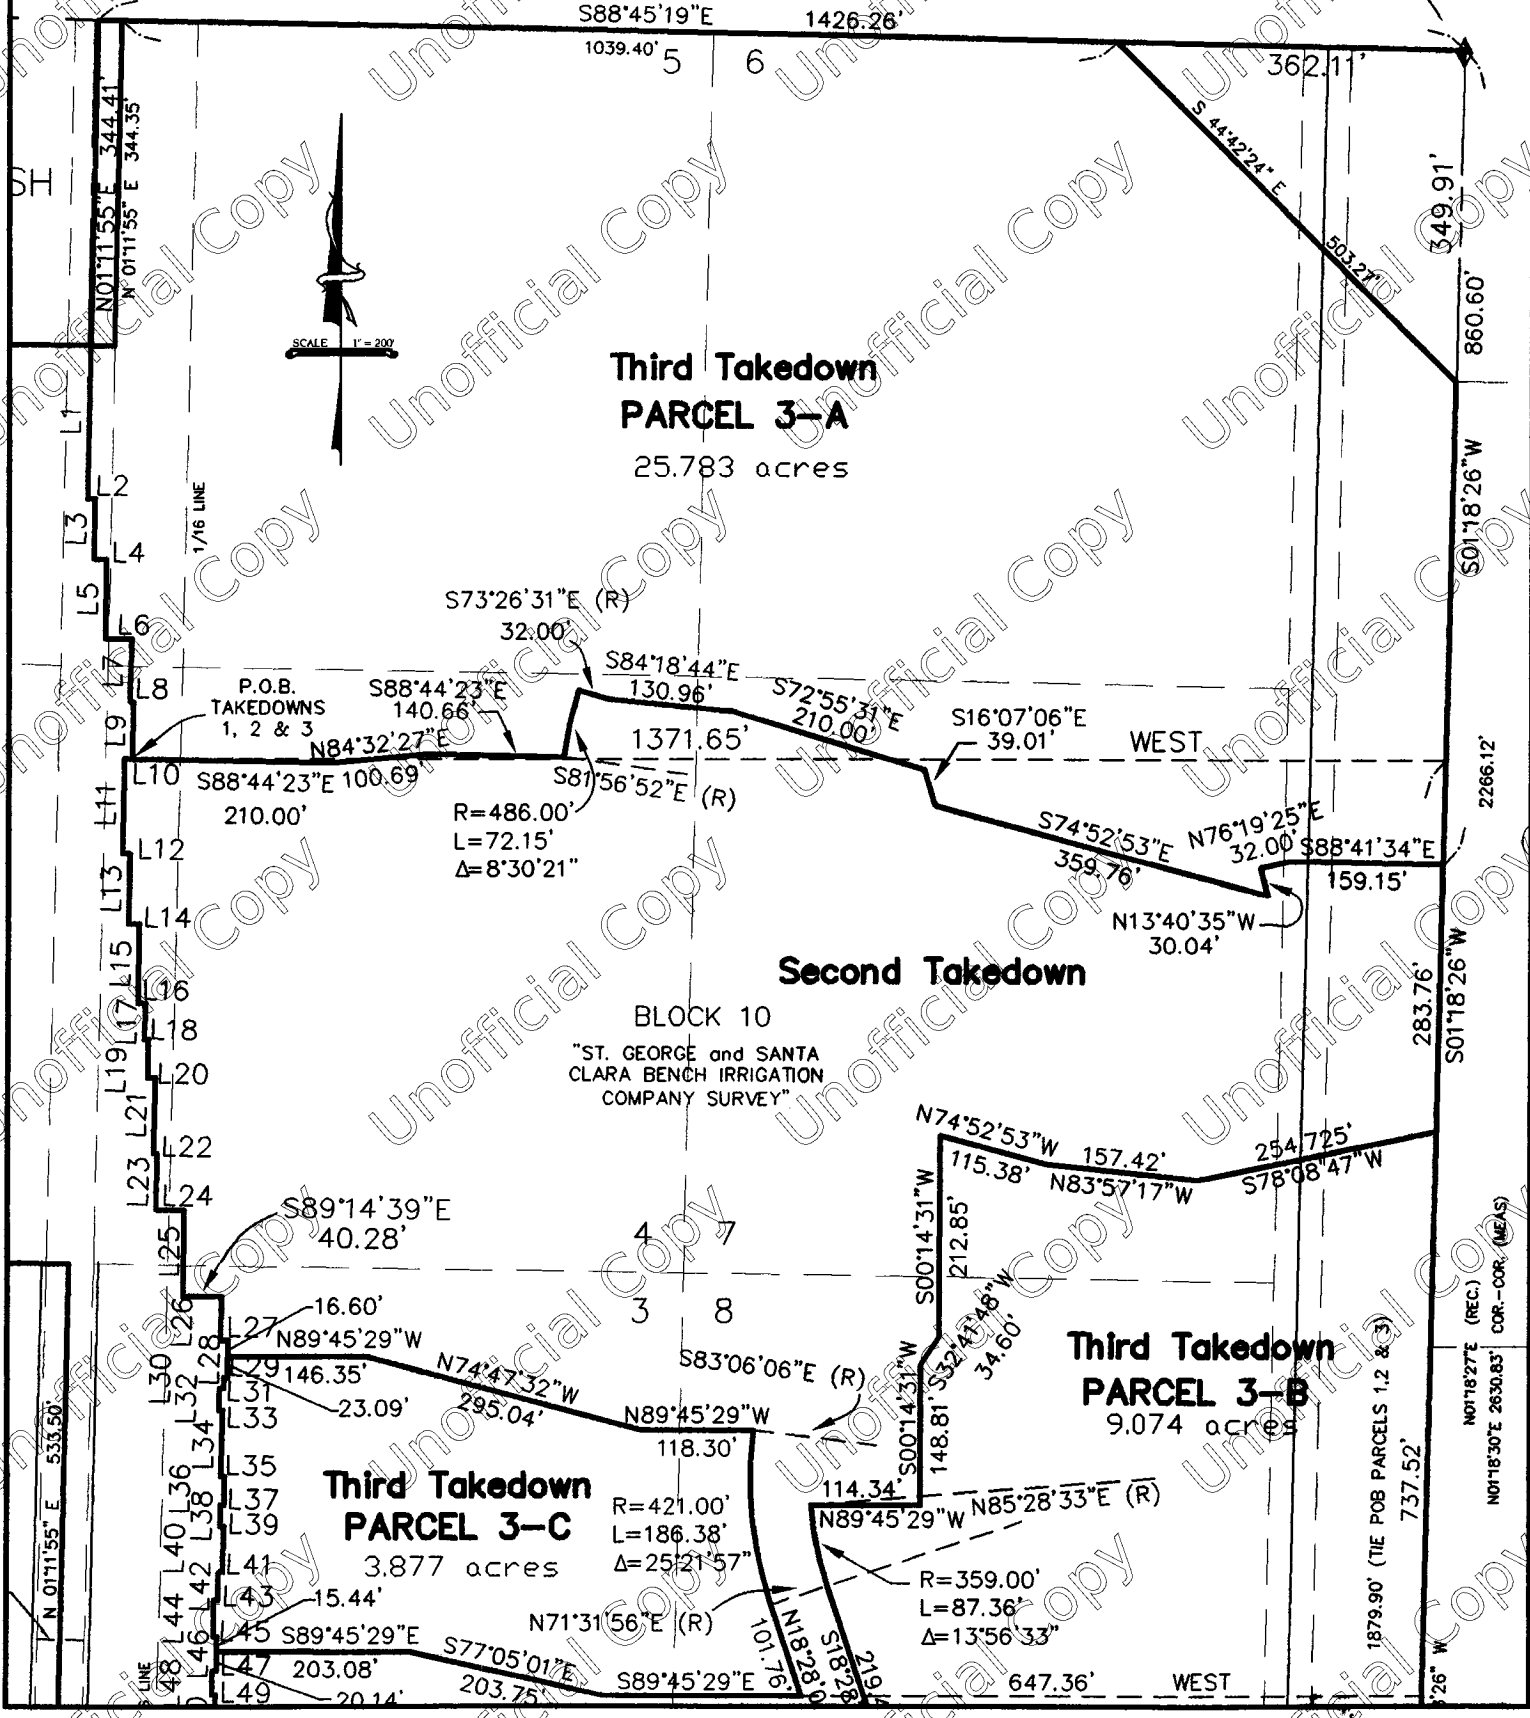 S88°45'19"E 1426.26'
1039.40' 5 6
362.11'
N01°11'55"E 344.41'
N 01°11'55" E 344.35'
SH
S 44°42'24" E
503.27'
349.91'
860.60'
SCALE 1" = 200'
Third Takedown
PARCEL 3-A
25.783 acres
L1
L2
L3
L4
L5
L6
L7
L8
L9
1/16 LINE
S01°18'26"W
S73°26'31"E (R)
32.00'
S84°18'44"E
130.96'
S72°55'31"E
210.00'
P.O.B.
TAKEDOWNS
1, 2 & 3
S88°44'23"E
140.66'
N84°32'27"E
100.69'
1371.65'
S16°07'06"E
39.01'
WEST
L10
S88°44'23"E
210.00'
S81°56'52"E (R)
R=486.00'
L=72.15'
Δ=8°30'21"
2266.12'
L11
L12
L13
L14
L15
L16
L17
L18
L19
L20
L21
L22
L23
L24
L25
S74°52'53"E
359.76'
N76°19'25"E
32.00'
S88°41'34"E
159.15'
N13°40'35"W
30.04'
Second Takedown
283.76'
S01°18'26"W
BLOCK 10
"ST. GEORGE and SANTA
CLARA BENCH IRRIGATION
COMPANY SURVEY"
N74°52'53"W
115.38'
157.42'
N83°57'17"W
254.725'
S78°08'47"W
S89°14'39"E
40.28'
4 7
3 8
S00°14'31"W
212.85'
S32°41'48"W
34.60'
S00°14'31"W
148.81'
L26
L27
L28
L29
L30
L31
L32
L33
L34
L35
L36
L37
L38
L39
L40
L41
L42
L43
L44
L45
L46
L47
L48
L49
16.60'
N89°45'29"W
146.35'
N74°47'32"W
295.04'
23.09'
S83°06'06"E (R)
N89°45'29"W
118.30'
Third Takedown
PARCEL 3-B
9.074 acres
N01°18'27"E (REC.)
N01°18'30"E 2630.83' COR.-COR. (MEAS)
1879.90' (TIE POB PARCELS 1,2 & 3)
737.52'
N 01°11'55" E 533.50'
Third Takedown
PARCEL 3-C
3.877 acres
R=421.00'
L=186.38'
Δ=25°21'57"
114.34'
N89°45'29"W
N85°28'33"E (R)
R=359.00'
L=87.36'
Δ=13°56'33"
15.44'
S89°45'29"E
203.08'
S77°05'01"E
203.75'
N71°31'56"E (R)
S89°45'29"E
101.76'
N18°28'0
S18°28
219.
20.14'
647.36' WEST
LINE
Unofficial Copy